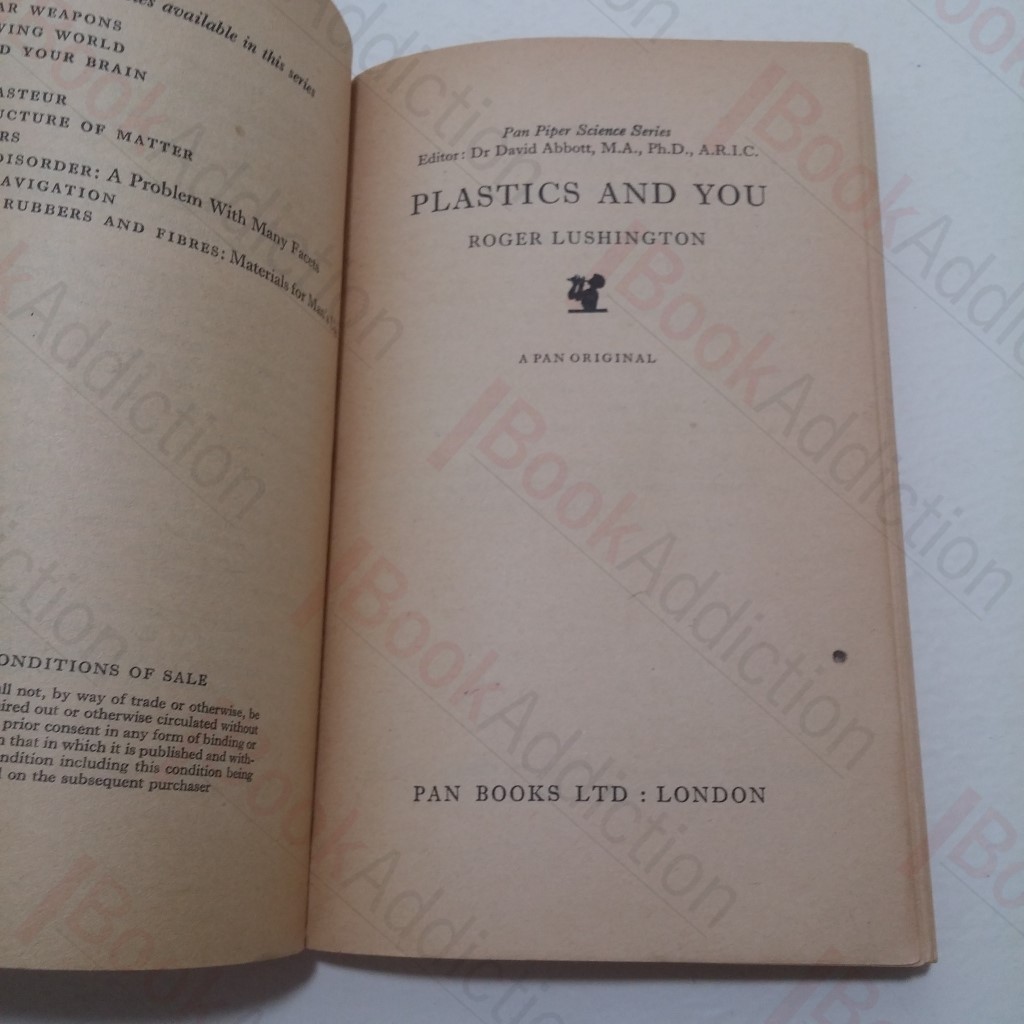 available in this series
AR WEAPONS
VING WORLD
D YOUR BRAIN
ASTEUR
UCTURE OF MATTER
RS
DISORDER: A Problem With Many Facets
AVIGATION
RUBBERS AND FIBRES: Materials for Man's
ONDITIONS OF SALE
ll not, by way of trade or otherwise, be
ired out or otherwise circulated without
prior consent in any form of binding or
n that in which it is published and with-
ndition including this condition being
l on the subsequent purchaser
Pan Piper Science Series
Editor: Dr David Abbott, M.A., Ph.D., A.R.I.C.
PLASTICS AND YOU
ROGER LUSHINGTON
A PAN ORIGINAL
PAN BOOKS LTD : LONDON
BookAddiction